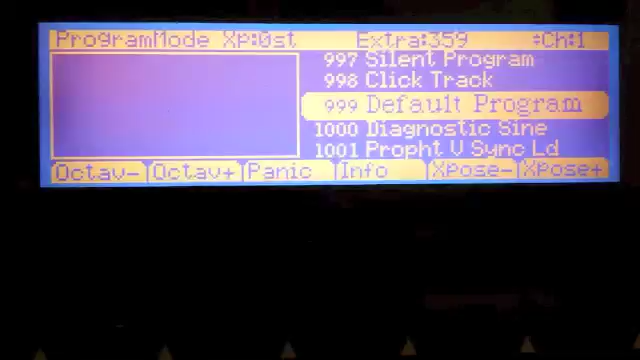 ProgramMode Xp:0st Extra:359 ÷Ch:1
997 Silent Program
998 Click Track
999 Default Program
1000 Diagnostic Sine
1001 Propht V Sync Ld
Octav- Octav+ Panic Info Xpose- Xpose+